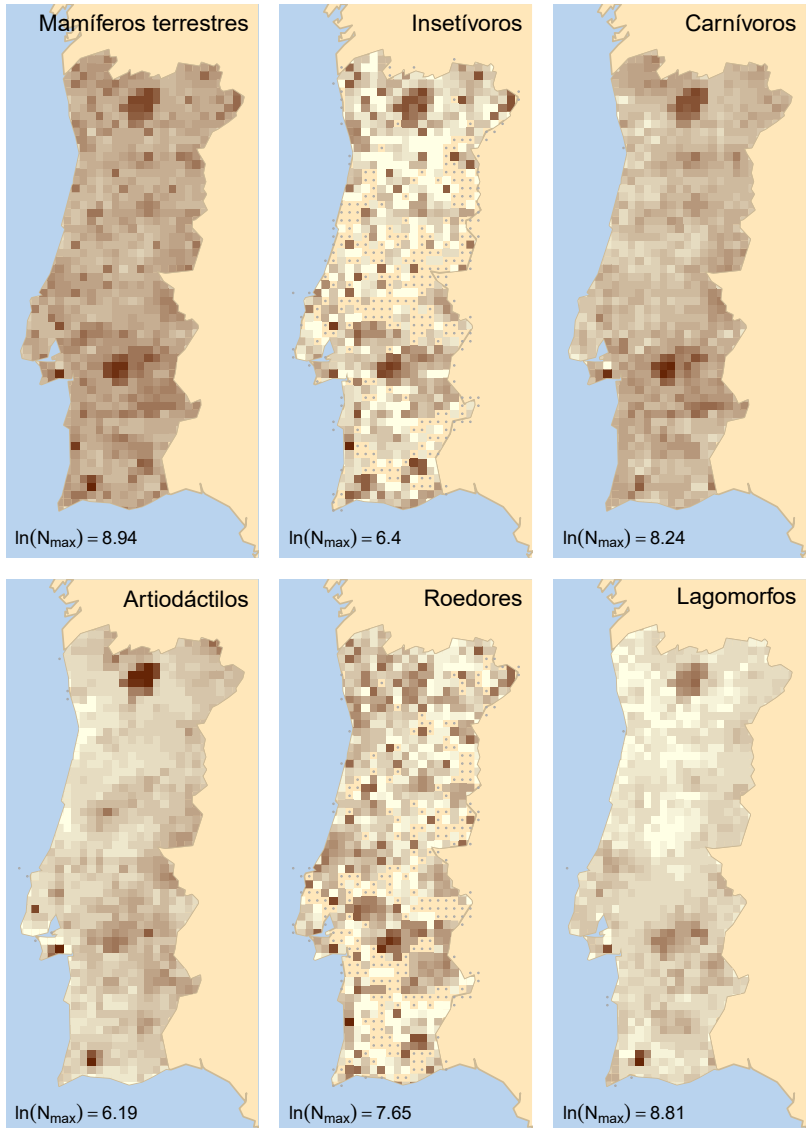 Mamíferos terrestres
ln(Nmax) = 8.94
Insetívoros
ln(Nmax) = 6.4
Carnívoros
ln(Nmax) = 8.24
Artiodáctilos
ln(Nmax) = 6.19
Roedores
ln(Nmax) = 7.65
Lagomorfos
ln(Nmax) = 8.81